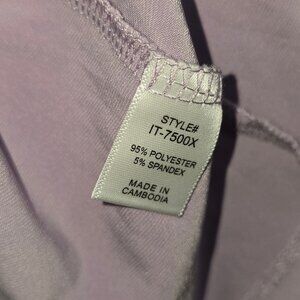 STYLE#
IT-7500X
95% POLYESTER
5% SPANDEX
MADE IN
CAMBODIA